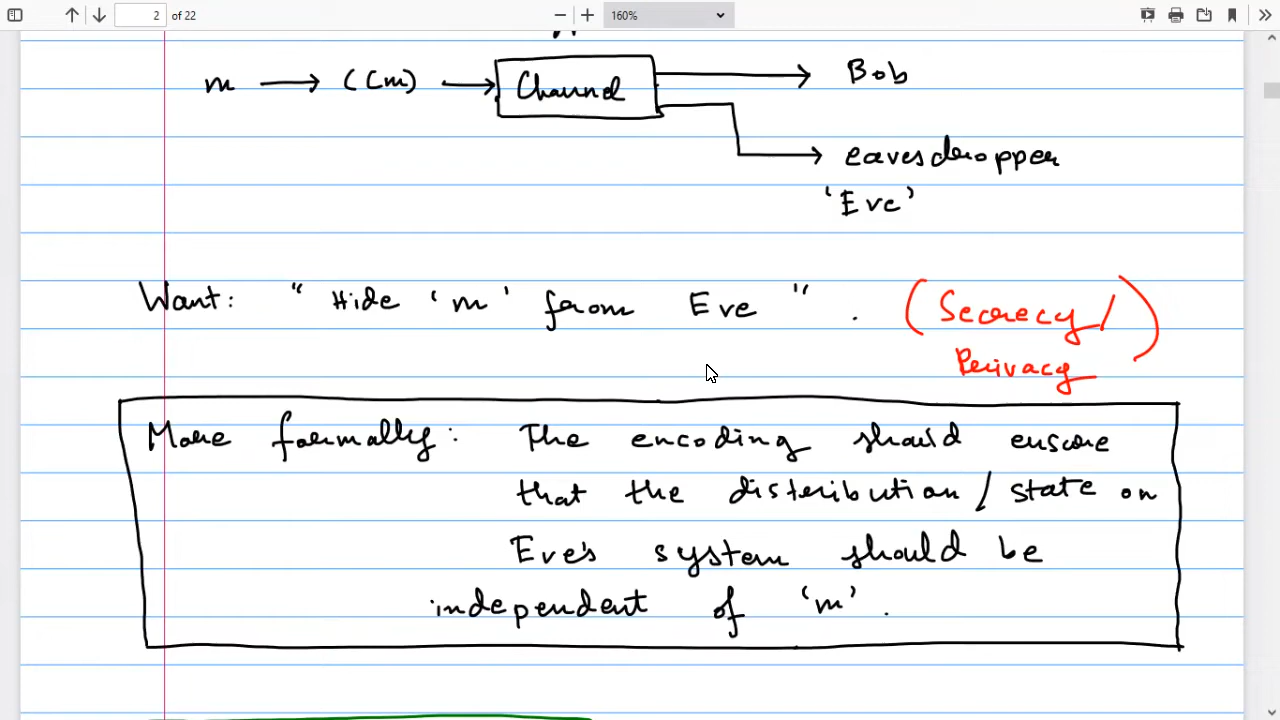 2 of 22
160%
m → C(m) → Channel → Bob
eavesdropper
'Eve'
Want: "Hide 'm' from Eve". (Secrecy/
Privacy)
More formally: The encoding should ensure
that the distribution/state on
Eve's system should be
independent of 'm'.